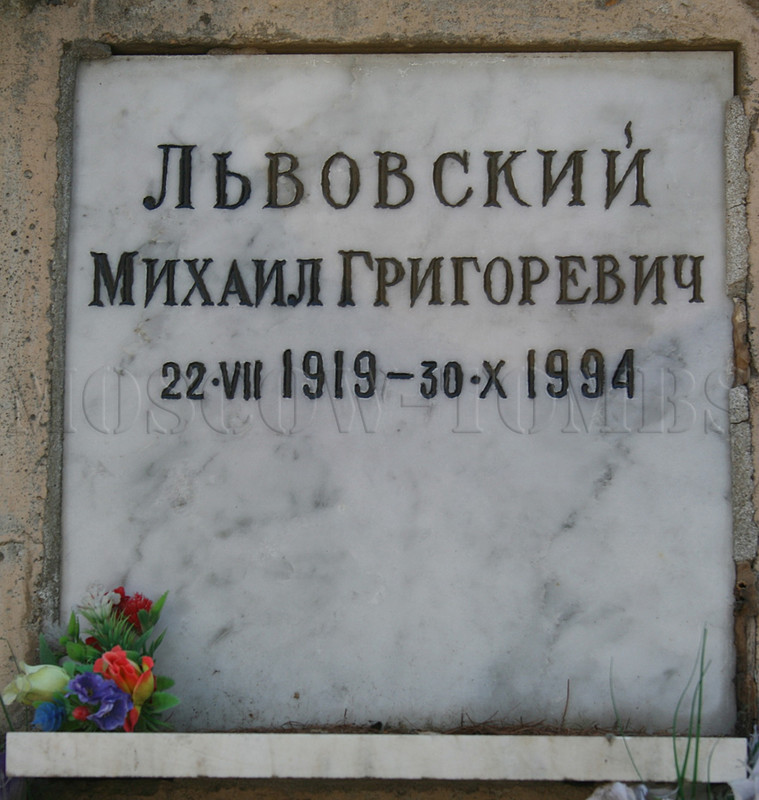 Львовский
Михаил Григоревич
22·VII 1919–30·X 1994
MOSCOW-TOMBS